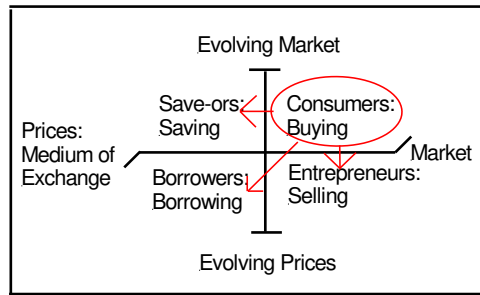 Evolving Market
Save-ors:
Saving
Consumers:
Buying
Prices:
Medium of
Exchange
Market
Borrowers:
Borrowing
Entrepreneurs:
Selling
Evolving Prices